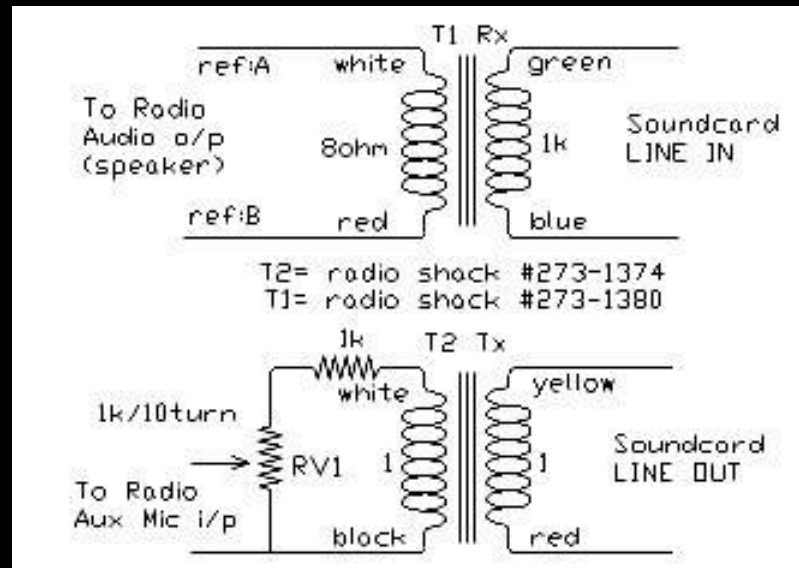 T1 Rx
ref:A white green
To Radio
Audio o/p
(speaker)
8ohm 1k
Soundcard
LINE IN
ref:B red blue
T2= radio shack #273-1374
T1= radio shack #273-1380
1k T2 Tx
white yellow
1k/10turn
RV1 1 1
Soundcard
LINE OUT
To Radio
Aux Mic i/p
black red